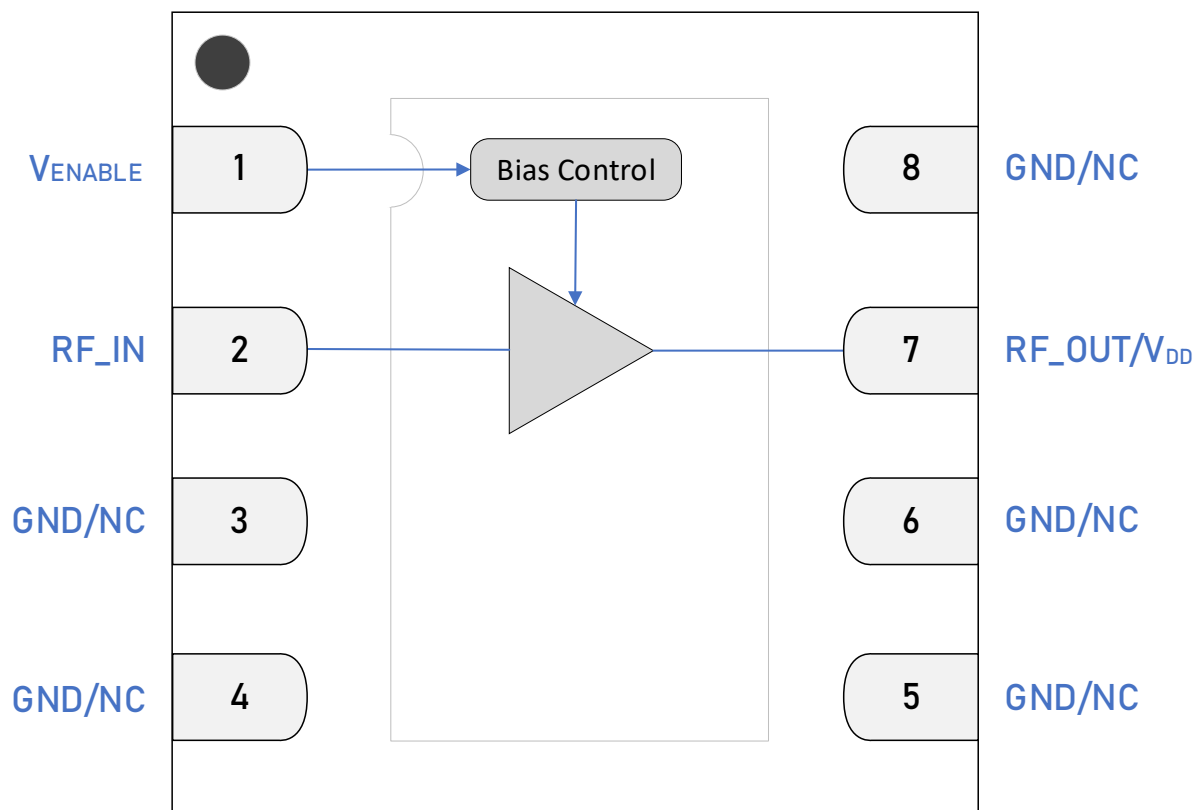 VENABLE 1 Bias Control 8 GND/NC
RF_IN 2 7 RF_OUT/VDD
GND/NC 3 6 GND/NC
GND/NC 4 5 GND/NC